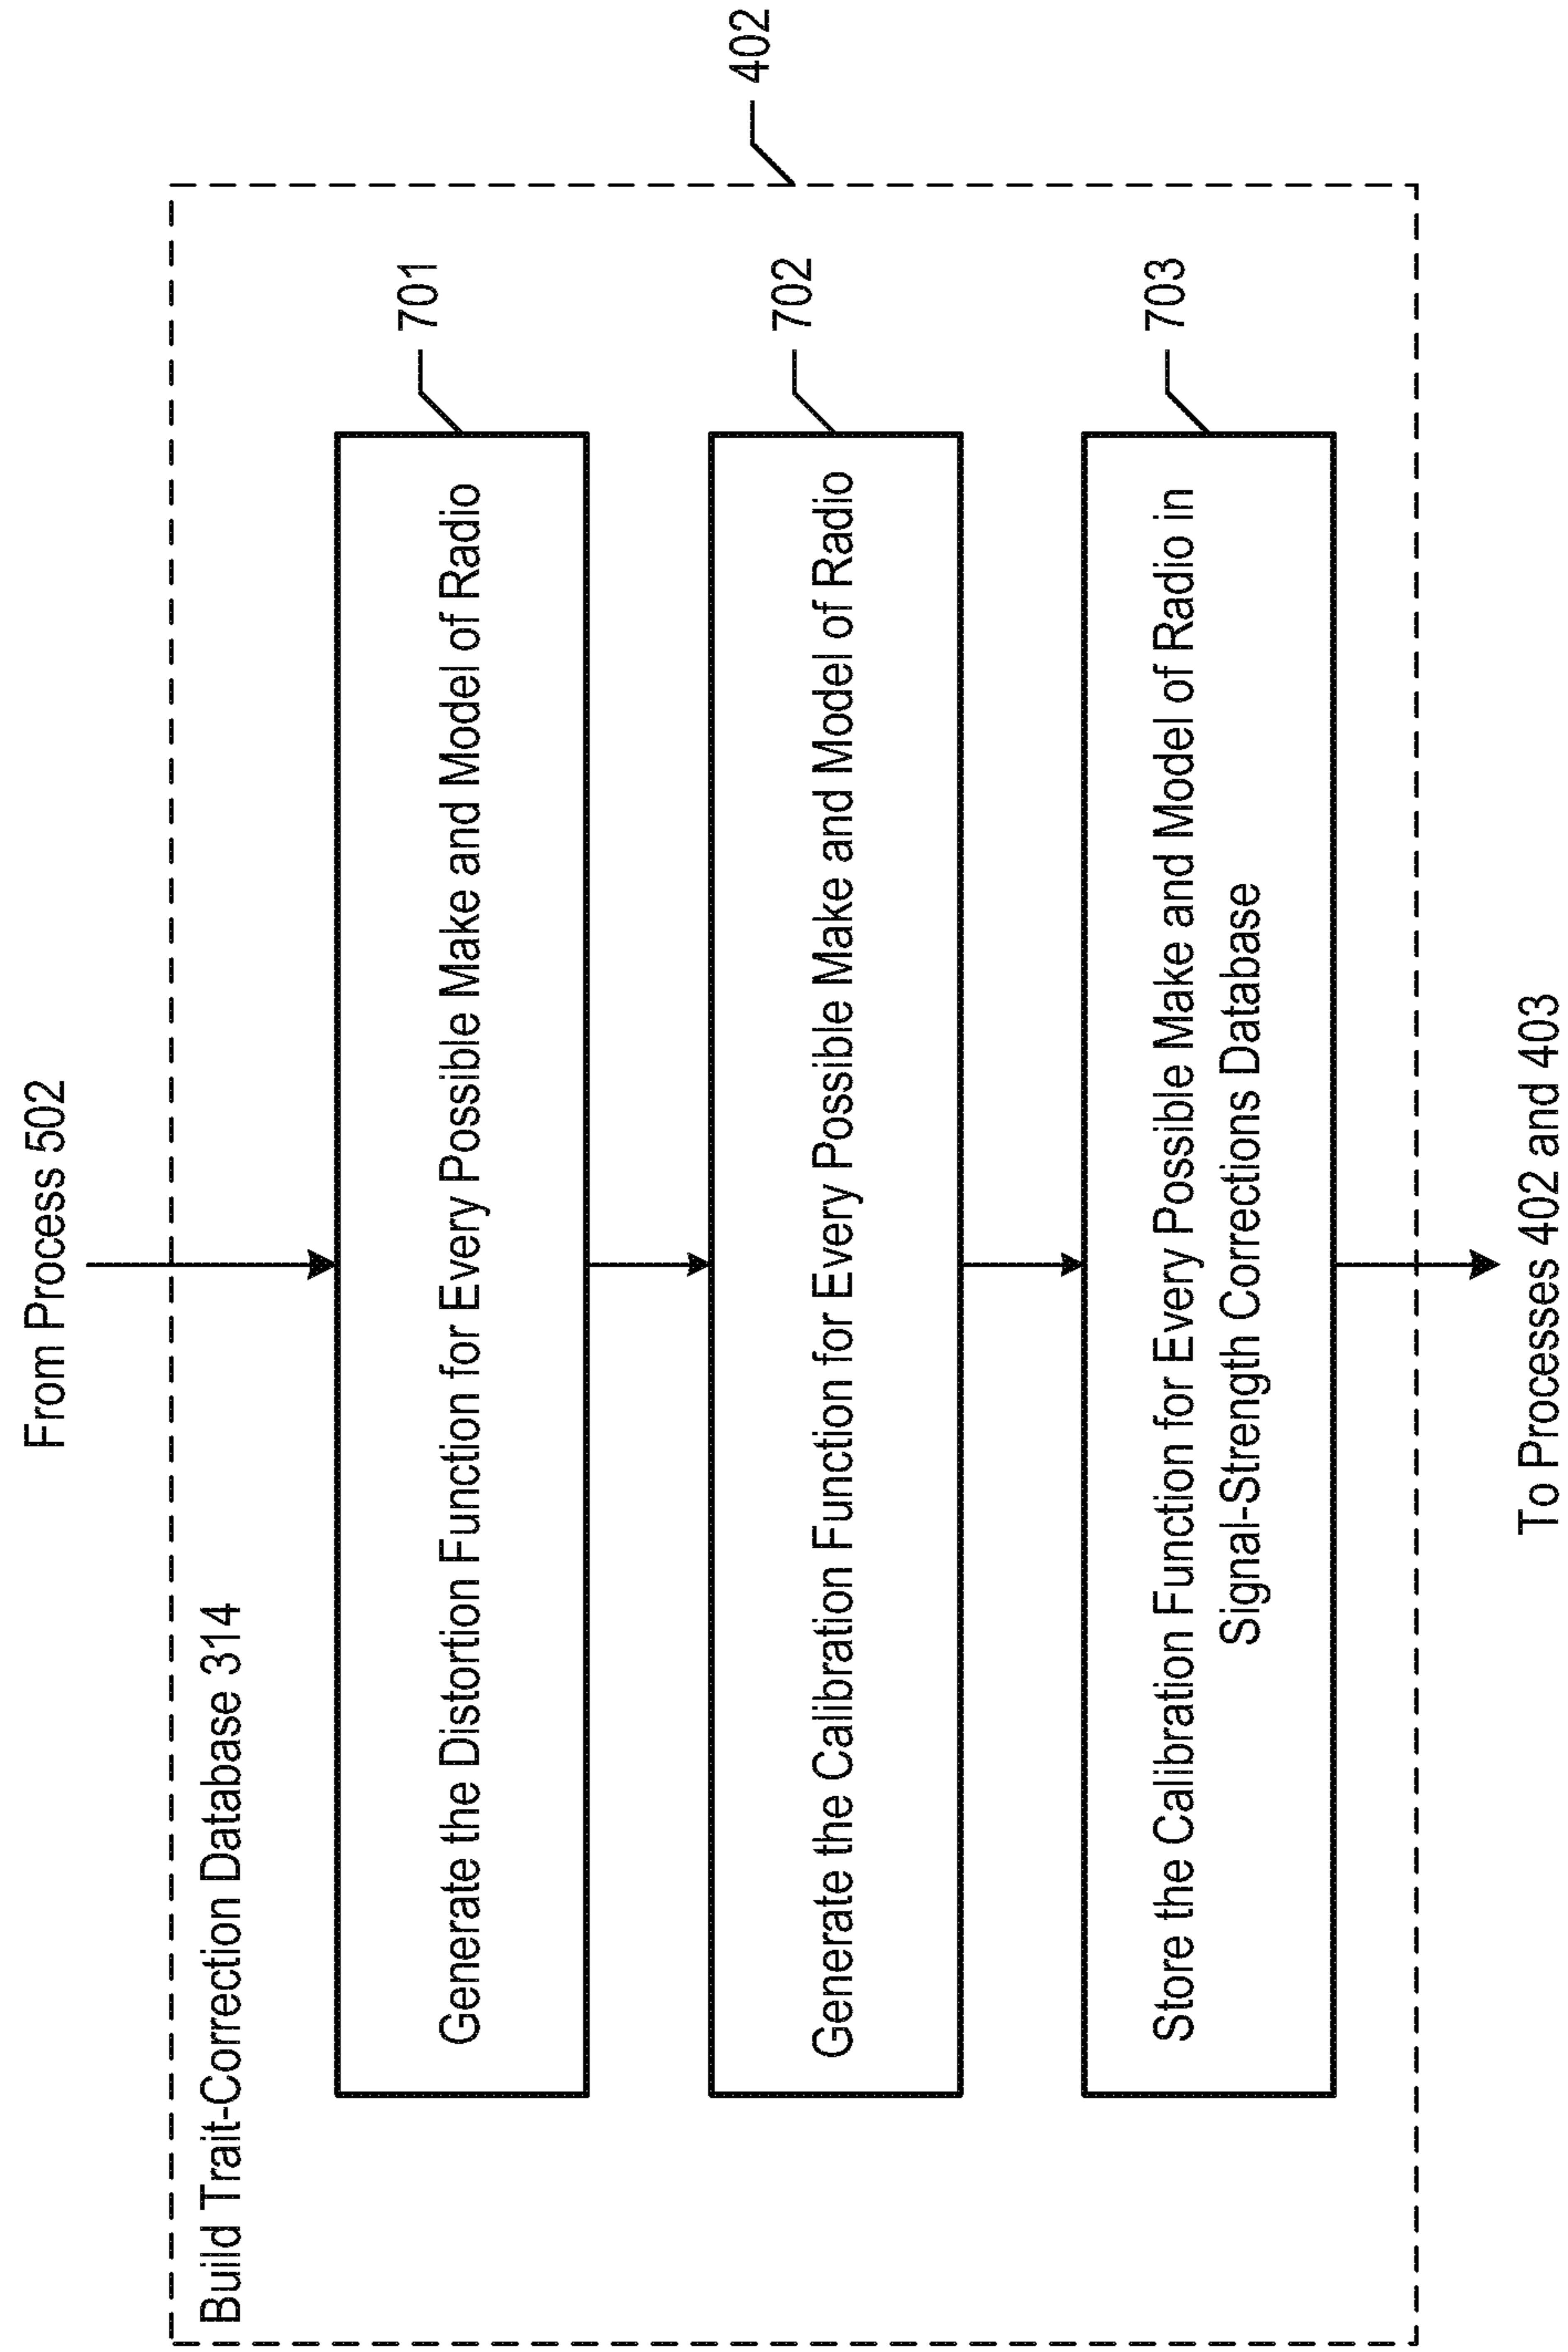 From Process 502
Build Trait-Correction Database 314
402
701
Generate the Distortion Function for Every Possible Make and Model of Radio
702
Generate the Calibration Function for Every Possible Make and Model of Radio
703
Store the Calibration Function for Every Possible Make and Model of Radio in
Signal-Strength Corrections Database
To Processes 402 and 403